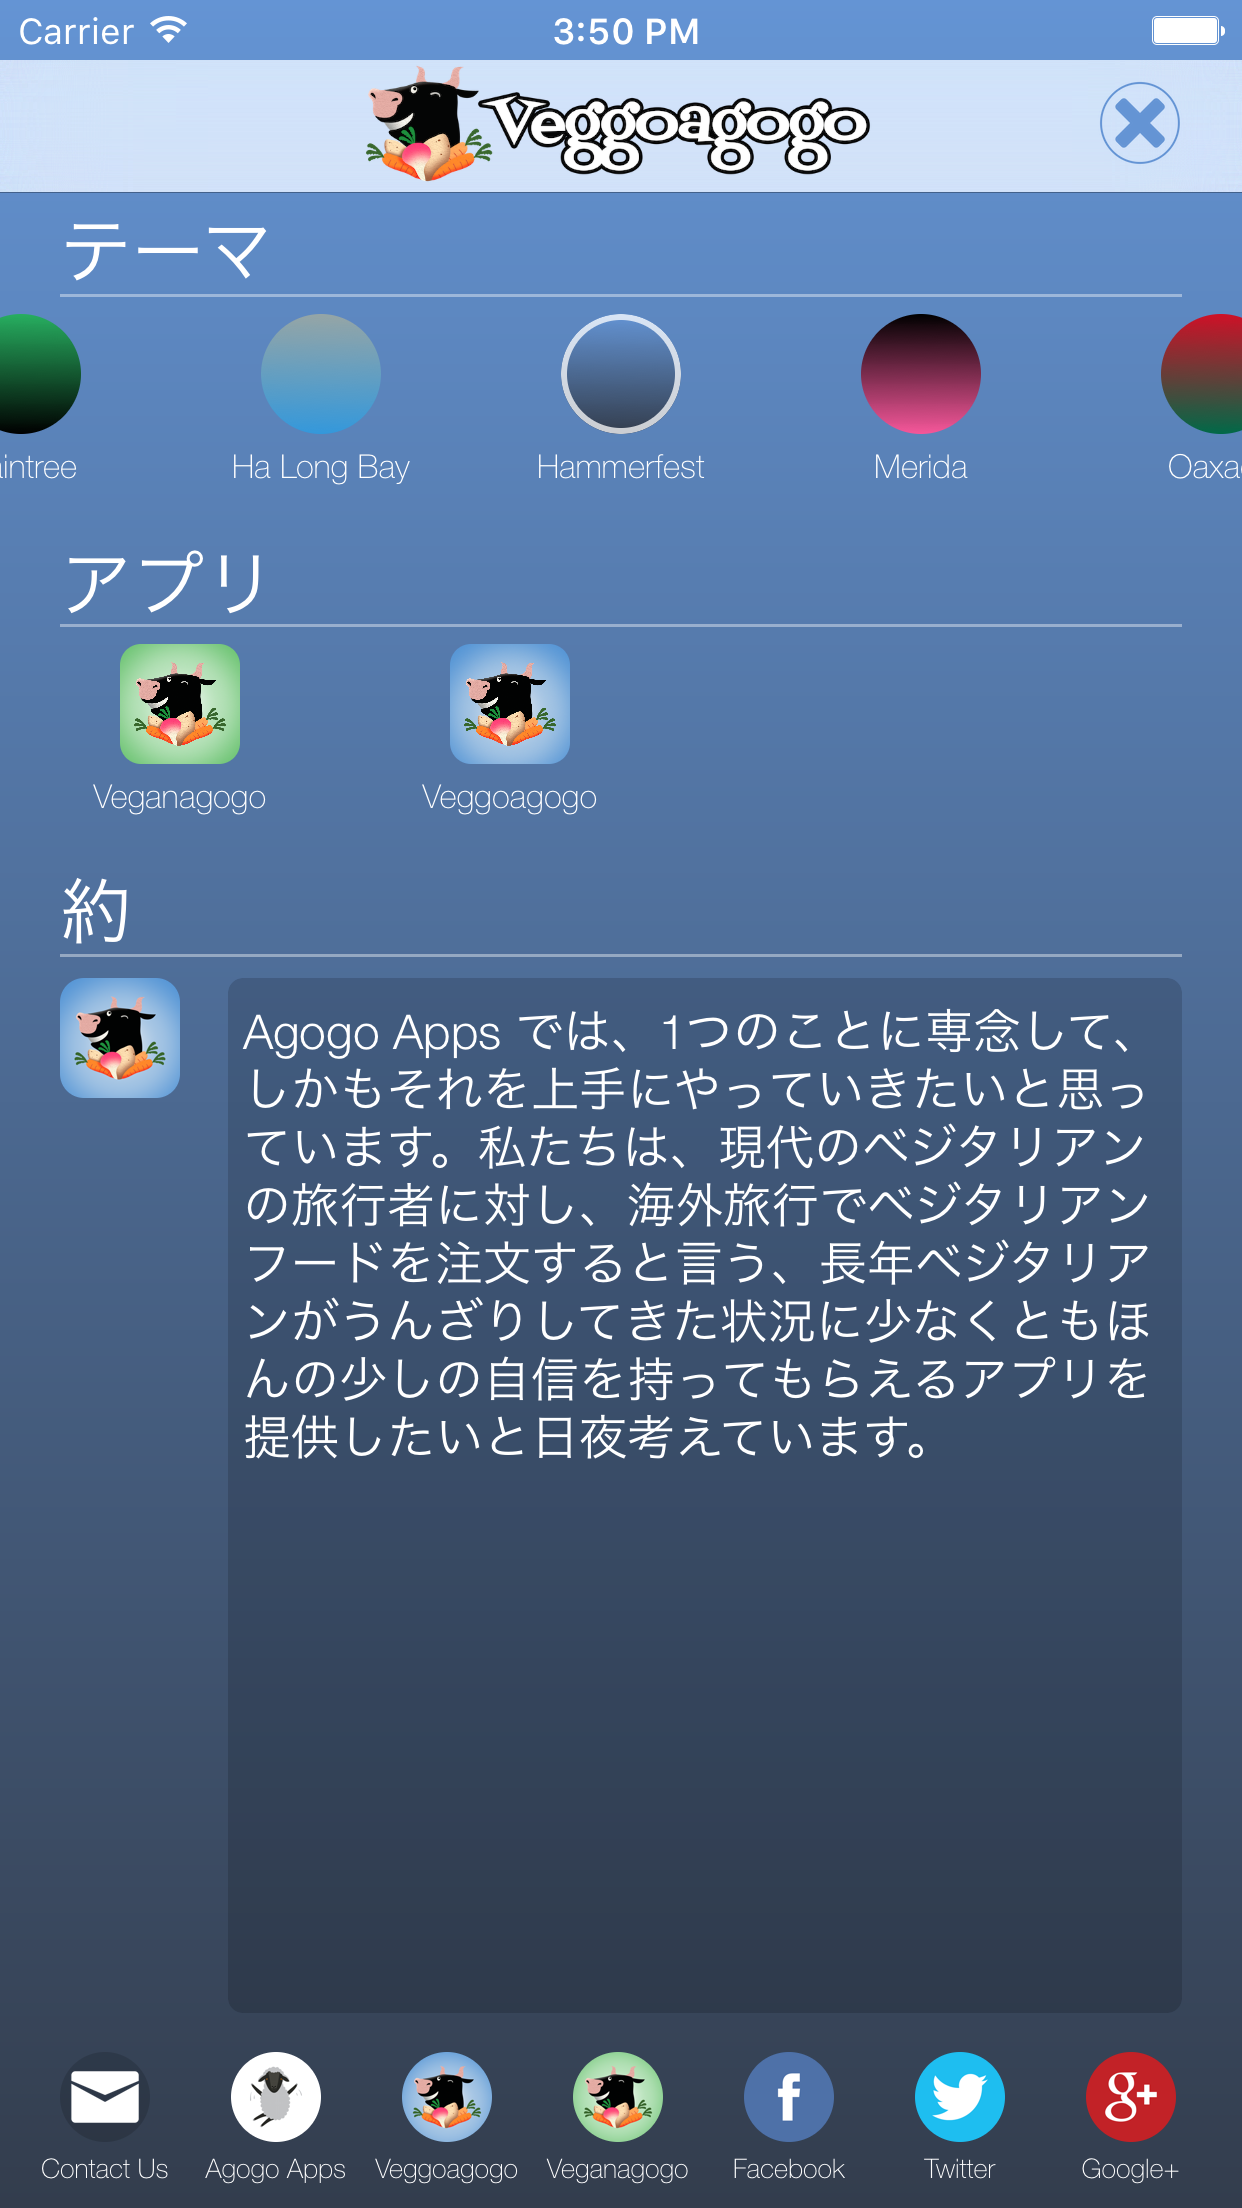 Carrier 3:50 PM
Veggoagogo
テーマ
aintree Ha Long Bay Hammerfest Merida Oaxa
アプリ
Veganagogo Veggoagogo
約
Agogo Apps では、1つのことに専念して、
しかもそれを上手にやっていきたいと思っ
ています。私たちは、現代のベジタリアン
の旅行者に対し、海外旅行でベジタリアン
フードを注文すると言う、長年ベジタリア
ンがうんざりしてきた状況に少なくともほ
んの少しの自信を持ってもらえるアプリを
提供したいと日夜考えています。
Contact Us Agogo Apps Veggoagogo Veganagogo Facebook Twitter Google+